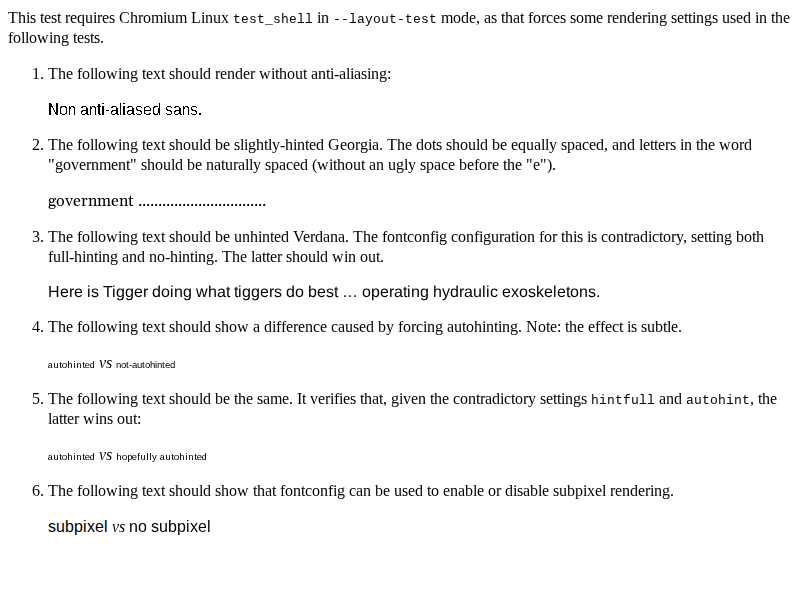 This test requires Chromium Linux test_shell in --layout-test mode, as that forces some rendering settings used in the
following tests.
1. The following text should render without anti-aliasing:
Non anti-aliased sans.
2. The following text should be slightly-hinted Georgia. The dots should be equally spaced, and letters in the word
"government" should be naturally spaced (without an ugly space before the "e").
government ................................
3. The following text should be unhinted Verdana. The fontconfig configuration for this is contradictory, setting both
full-hinting and no-hinting. The latter should win out.
Here is Tigger doing what tiggers do best … operating hydraulic exoskeletons.
4. The following text should show a difference caused by forcing autohinting. Note: the effect is subtle.
autohinted vs not-autohinted
5. The following text should be the same. It verifies that, given the contradictory settings hintfull and autohint, the
latter wins out:
autohinted vs hopefully autohinted
6. The following text should show that fontconfig can be used to enable or disable subpixel rendering.
subpixel vs no subpixel